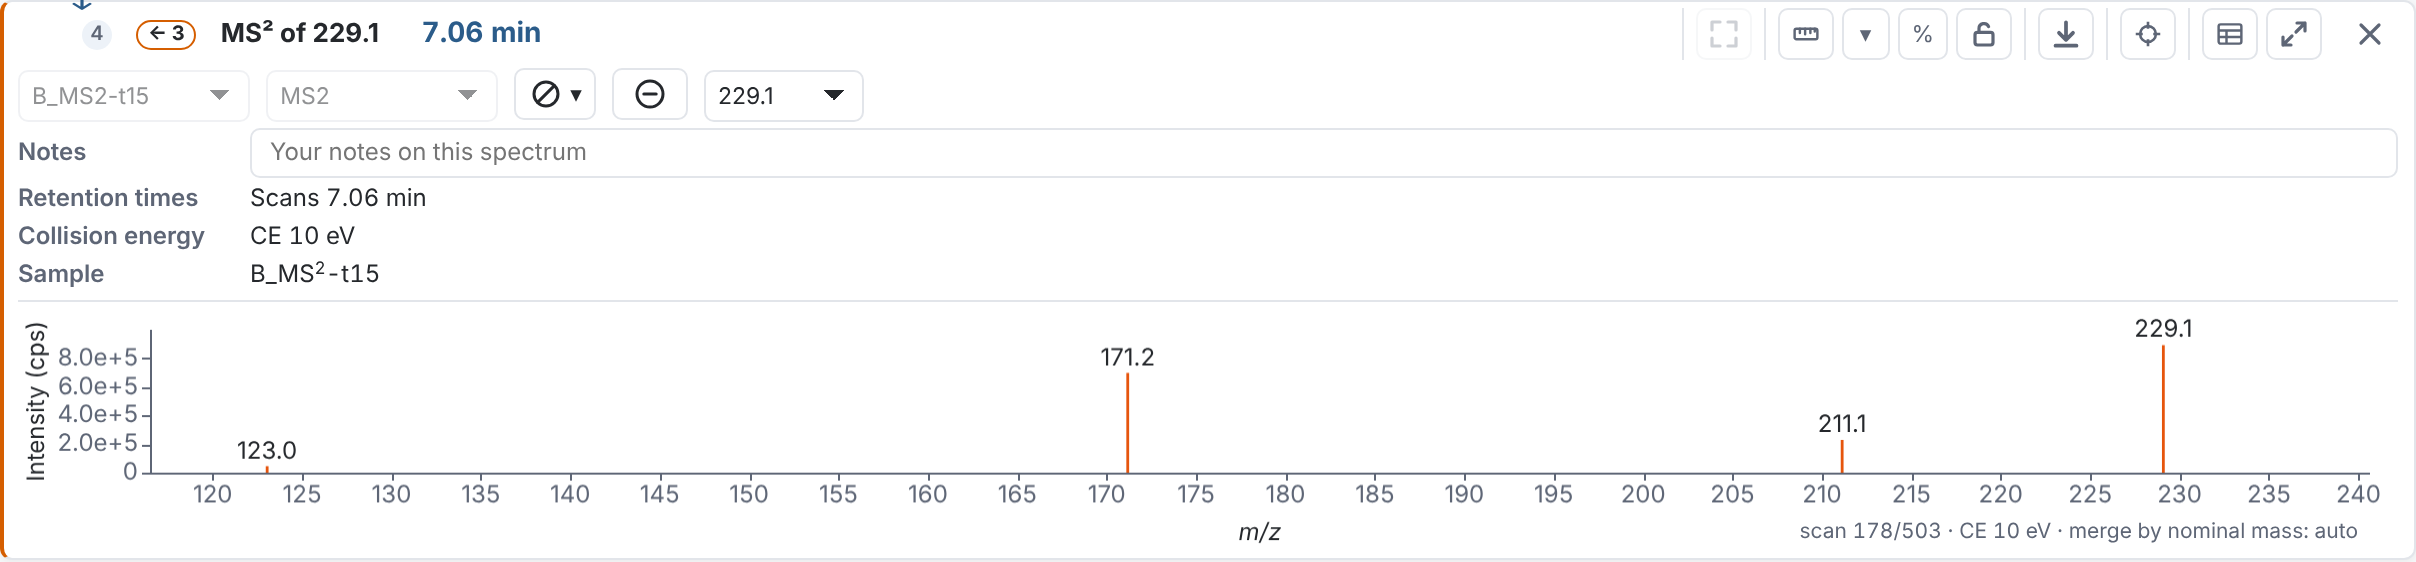 4 ← 3 MS² of 229.1 7.06 min %
B_MS2-t15 MS2 229.1
Notes Your notes on this spectrum
Retention times Scans 7.06 min
Collision energy CE 10 eV
Sample B_MS²-t15
Intensity (cps)
8.0e+5
6.0e+5
4.0e+5
2.0e+5
0
123.0
171.2
211.1
229.1
120 125 130 135 140 145 150 155 160 165 170 175 180 185 190 195 200 205 210 215 220 225 230 235 240
m/z
scan 178/503 · CE 10 eV · merge by nominal mass: auto